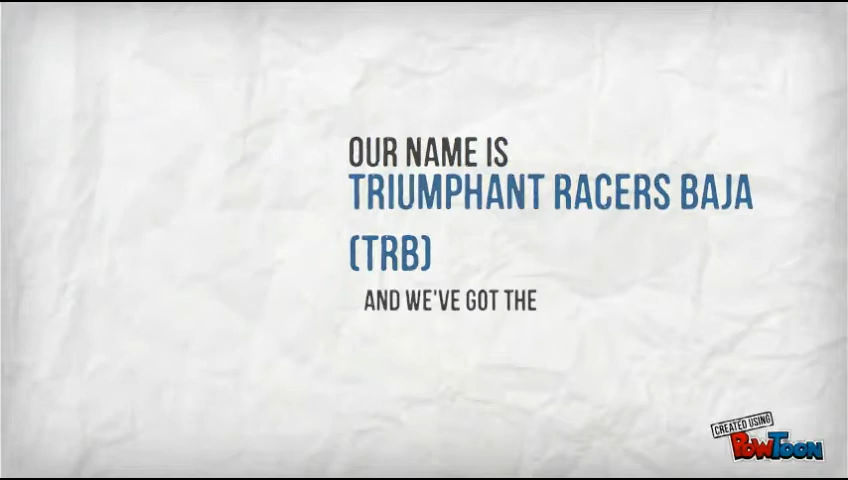 OUR NAME IS
TRIUMPHANT RACERS BAJA
(TRB)
AND WE'VE GOT THE
CREATED USING
POWTOON